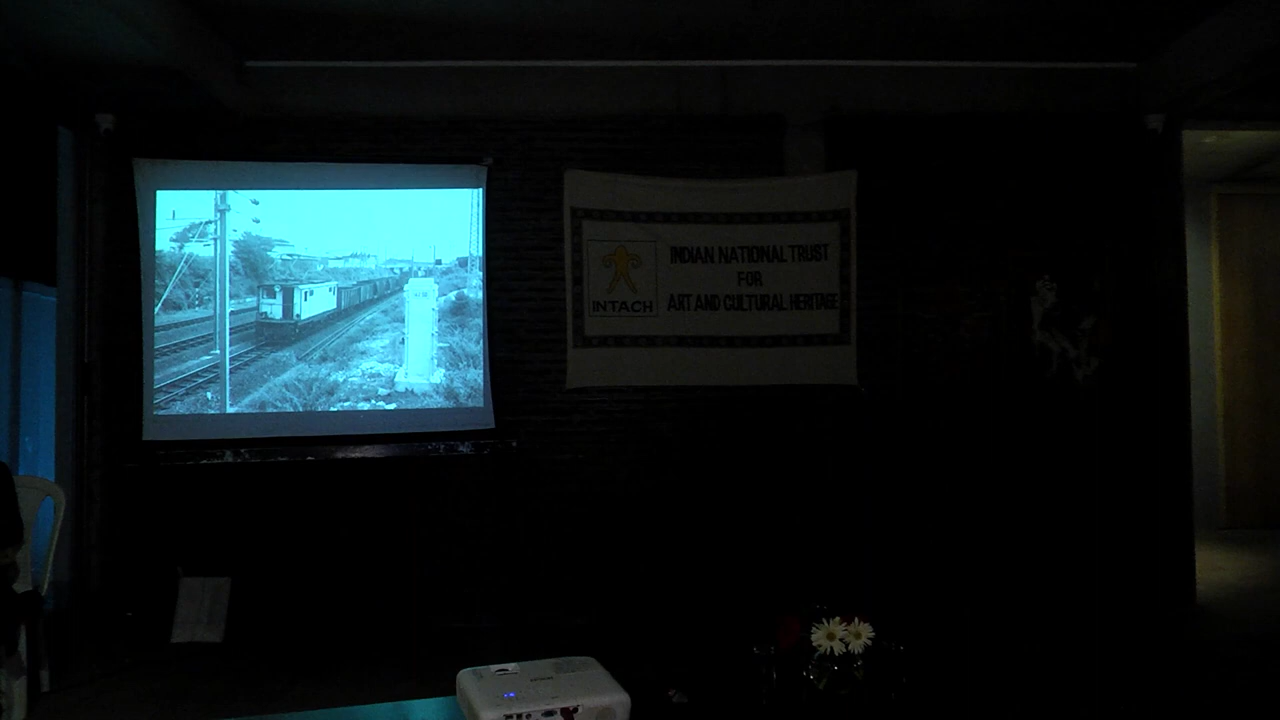 INTACH
INDIAN NATIONAL TRUST
FOR
ART AND CULTURAL HERITAGE